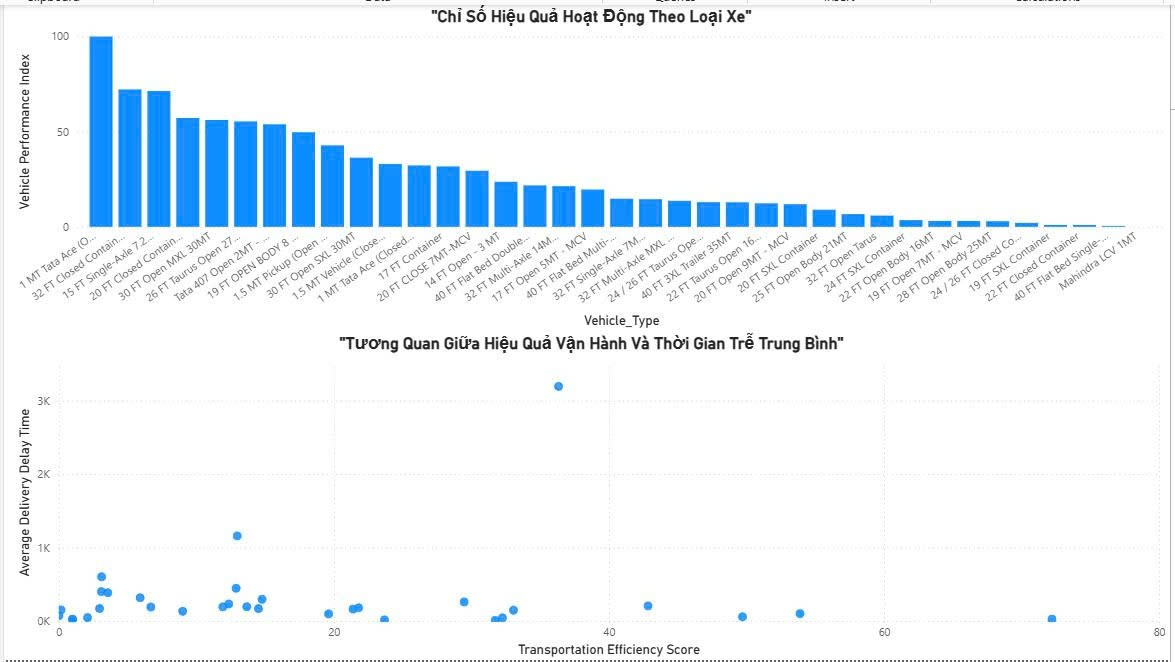 "Chỉ Số Hiệu Quả Hoạt Động Theo Loại Xe"
Vehicle Performance Index
100
50
0
1 MT Tata Ace (O...
32 FT Closed Contain...
15 FT Single-Axle 7.2...
20 FT Closed Contain...
30 FT Open MXL 30MT
26 FT Taurus Open 27...
Tata 407 Open 2MT - ...
19 FT OPEN BODY 8 ...
1.5 MT Pickup (Open ...
30 FT Open SXL 30MT
1.5 MT Vehicle (Close...
1 MT Tata Ace (Closed...
17 FT Container
20 FT CLOSE 7MT-MCV
14 FT Open - 3 MT
40 FT Flat Bed Double...
32 FT Multi-Axle 14M...
17 FT Open 5MT - MCV
40 FT Flat Bed Multi-...
32 FT Single-Axle 7M...
32 FT Multi-Axle MXL ...
24 / 26 FT Taurus Ope...
40 FT 3XL Trailer 35MT
22 FT Taurus Open 16...
20 FT Open 9MT - MCV
20 FT SXL Container
25 FT Open Body 21MT
32 FT Open Tarus
24 FT SXL Container
22 FT Open Body 16MT
19 FT Open 7MT - MCV
28 FT Open Body 25MT
24 / 26 FT Closed Co...
19 FT SXL Container
22 FT Closed Container
40 FT Flat Bed Single-...
Mahindra LCV 1MT
Vehicle_Type
"Tương Quan Giữa Hiệu Quả Vận Hành Và Thời Gian Trễ Trung Bình"
Average Delivery Delay Time
3K
2K
1K
0K
0 20 40 60 80
Transportation Efficiency Score